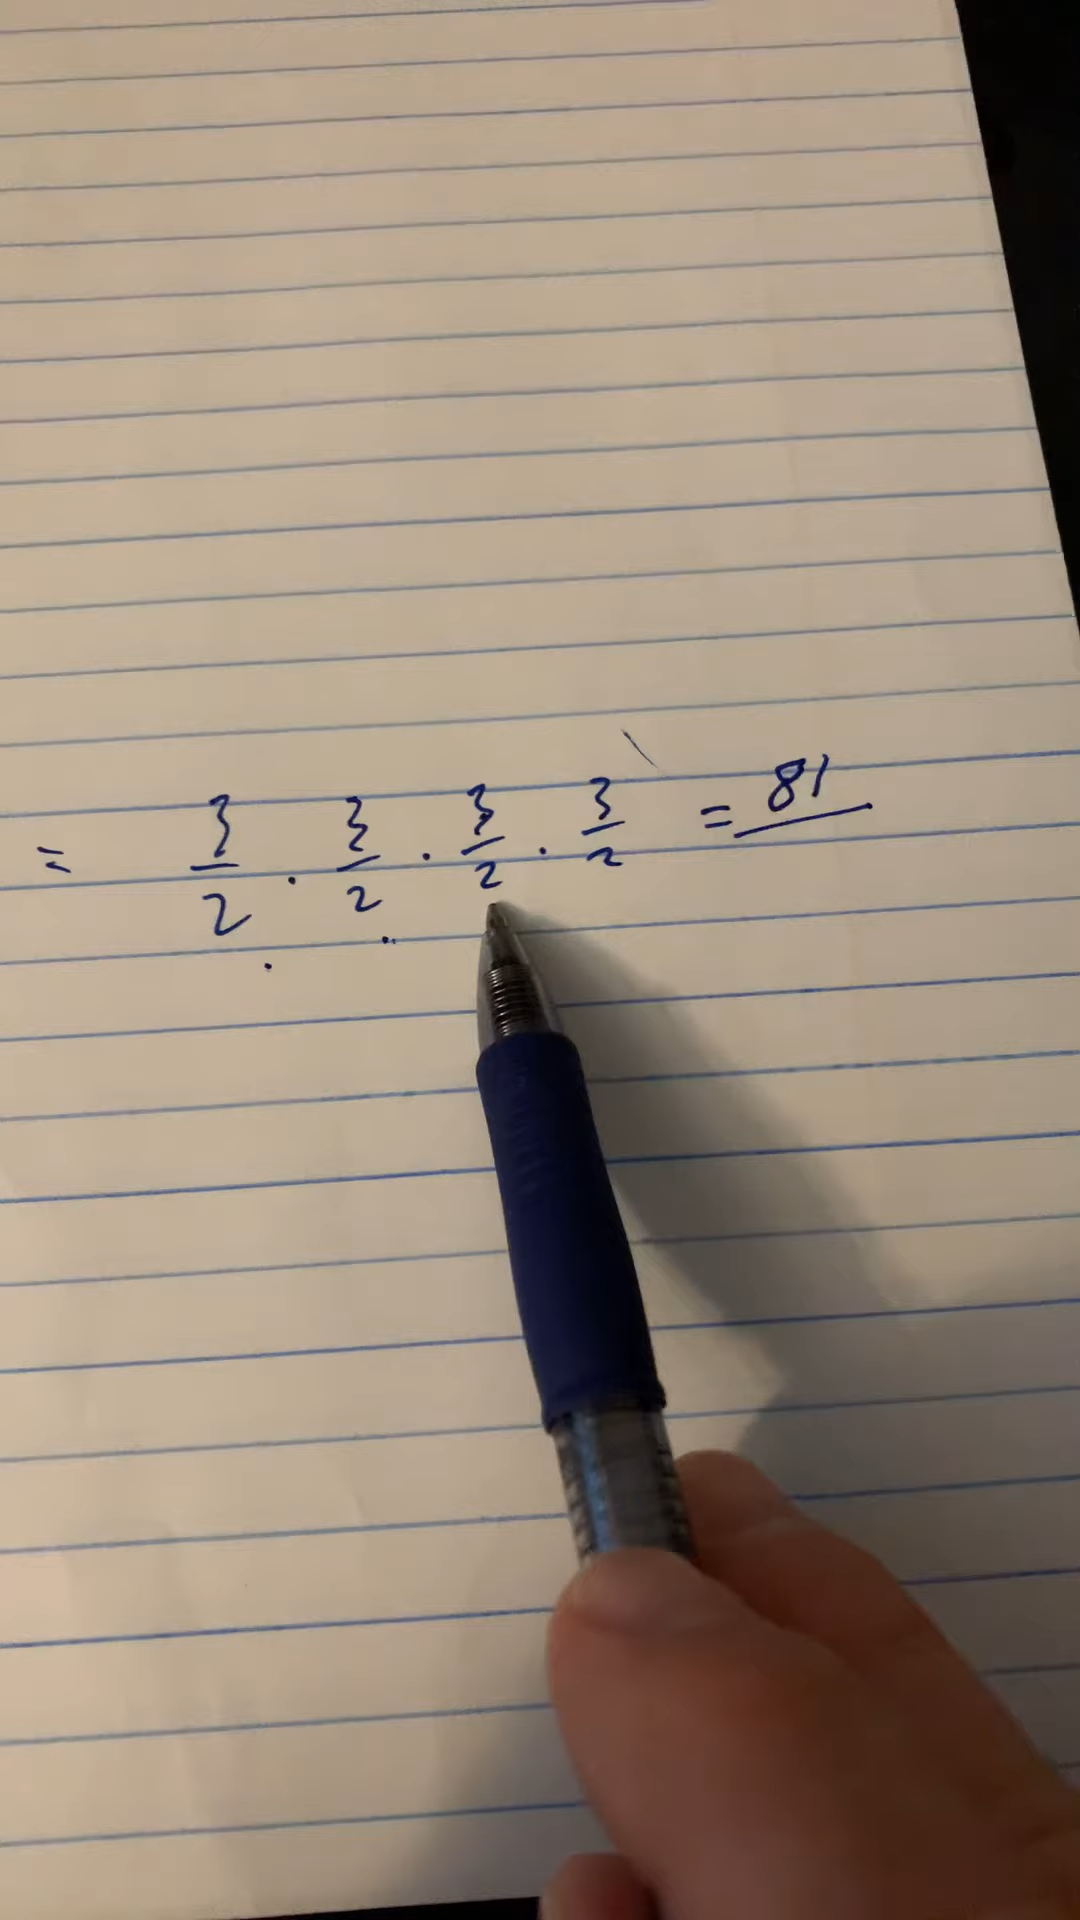 = 3/2 · 3/2 · 3/2 · 3/2 = 81/